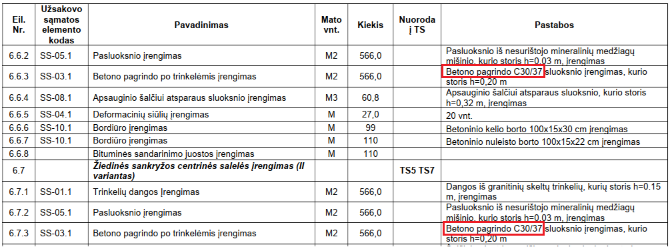 Eil. Nr. Užsakovo sąmatos elemento kodas Pavadinimas Mato vnt. Kiekis Nuoroda į TS Pastabos
6.6.2 SS-05.1 Pasluoksnio įrengimas M2 566,0 Pasluoksnio iš nesurištojo mineralinių medžiagų mišinio, kurio storis h=0,03 m, įrengimas
6.6.3 SS-03.1 Betono pagrindo po trinkelėmis įrengimas M2 566,0 Betono pagrindo C30/37 sluoksnio įrengimas, kurio storis h=0,20 m
6.6.4 SS-08.1 Apsauginio šalčiui atsparaus sluoksnio įrengimas M3 60,8 Apsauginio šalčiui atsparaus sluoksnio, kurio storis h=0,32 m, įrengimas
6.6.5 SS-04.1 Deformacinių siūlių įrengimas M 27,0 20 vnt.
6.6.6 SS-10.1 Bordiūro įrengimas M 99 Betoninio kelio borto 100x15x30 cm įrengimas
6.6.7 SS-10.1 Bordiūro įrengimas M 110 Betoninio nuleisto borto 100x15x22 cm įrengimas
6.6.8 Bituminės sandarinimo juostos įrengimas M 110
6.7 Žiedinės sankryžos centrinės salelės įrengimas (II variantas) TS5 TS7
6.7.1 SS-01.1 Trinkelių dangos Įrengimas M2 566,0 Dangos iš granitinių skeltų trinkelių, kurių storis h=0.15 m, įrengimas
6.7.2 SS-05.1 Pasluoksnio įrengimas M2 566,0 Pasluoksnio iš nesurištojo mineralinių medžiagų mišinio, kurio storis h=0,03 m, įrengimas
6.7.3 SS-03.1 Betono pagrindo po trinkelėmis įrengimas M2 566,0 Betono pagrindo C30/37 sluoksnio įrengimas, kurio storis h=0,20 m